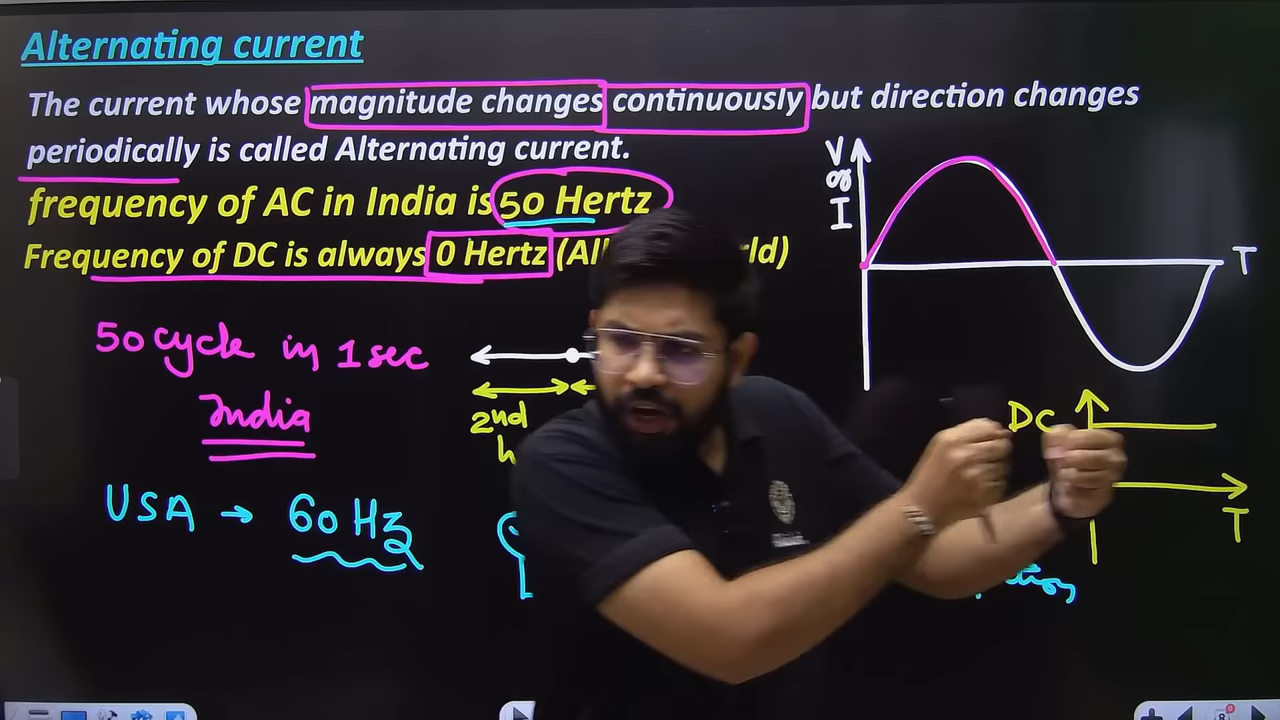 Alternating current
The current whose magnitude changes continuously but direction changes
periodically is called Alternating current.
frequency of AC in India is 50 Hertz
Frequency of DC is always 0 Hertz
V
or
I
T
50 cycle in 1 sec
India
2nd
DC
T
USA → 60 Hz